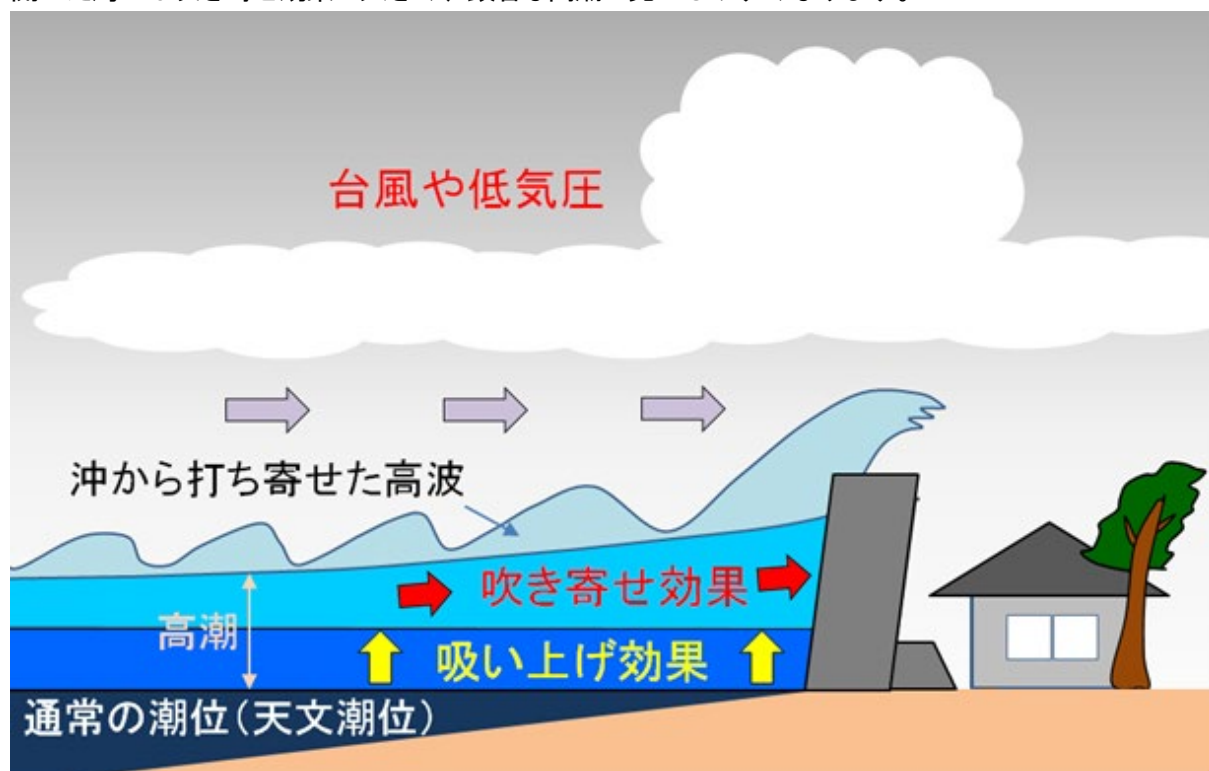 台風や低気圧
沖から打ち寄せた高波
吹き寄せ効果
高潮
吸い上げ効果
通常の潮位(天文潮位)